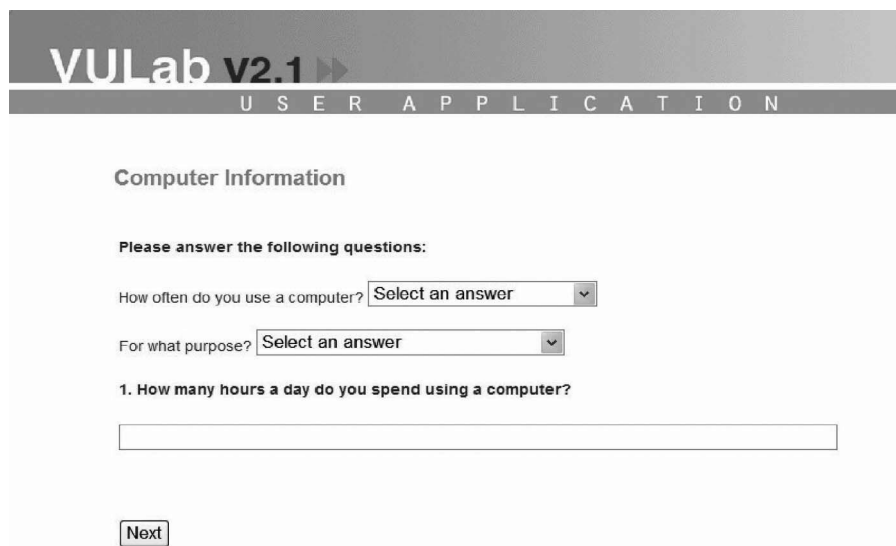 VULab v2.1
USER APPLICATION
Computer Information
Please answer the following questions:
How often do you use a computer? Select an answer
For what purpose? Select an answer
1. How many hours a day do you spend using a computer?
Next